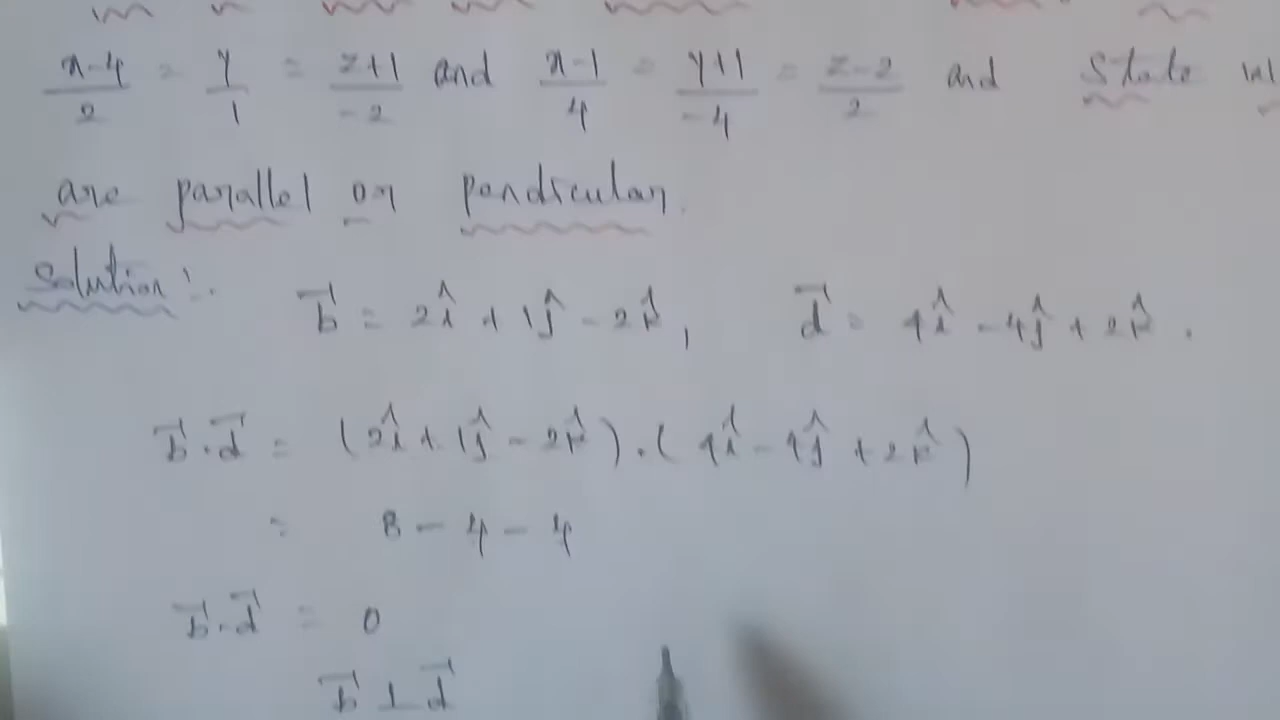 x-4/2 = y/1 = z+1/-2 and x-1/4 = y+1/-4 = z-2/2 and state
are parallel or pendicular.
Solution :-
b⃗ = 2î + 1ĵ - 2k̂, d⃗ = 4î - 4ĵ + 2k̂.
b⃗.d⃗ = (2î + 1ĵ - 2k̂).(4î - 4ĵ + 2k̂)
= 8 - 4 - 4
b⃗.d⃗ = 0
b⃗ ⊥ d⃗